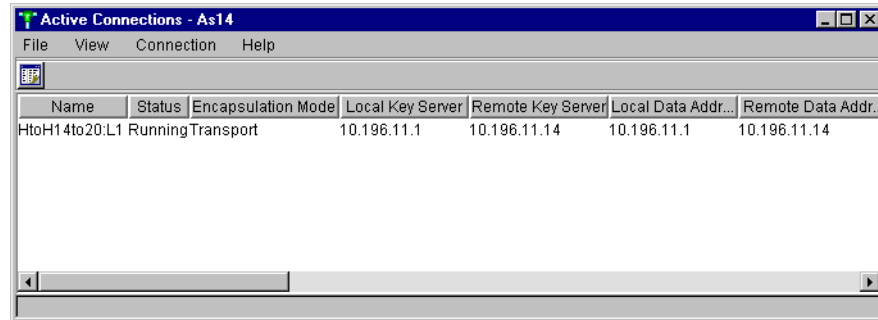 Active Connections - As14
File View Connection Help
Name Status Encapsulation Mode Local Key Server Remote Key Server Local Data Addr... Remote Data Addr.
HtoH14to20:L1 Running Transport 10.196.11.1 10.196.11.14 10.196.11.1 10.196.11.14